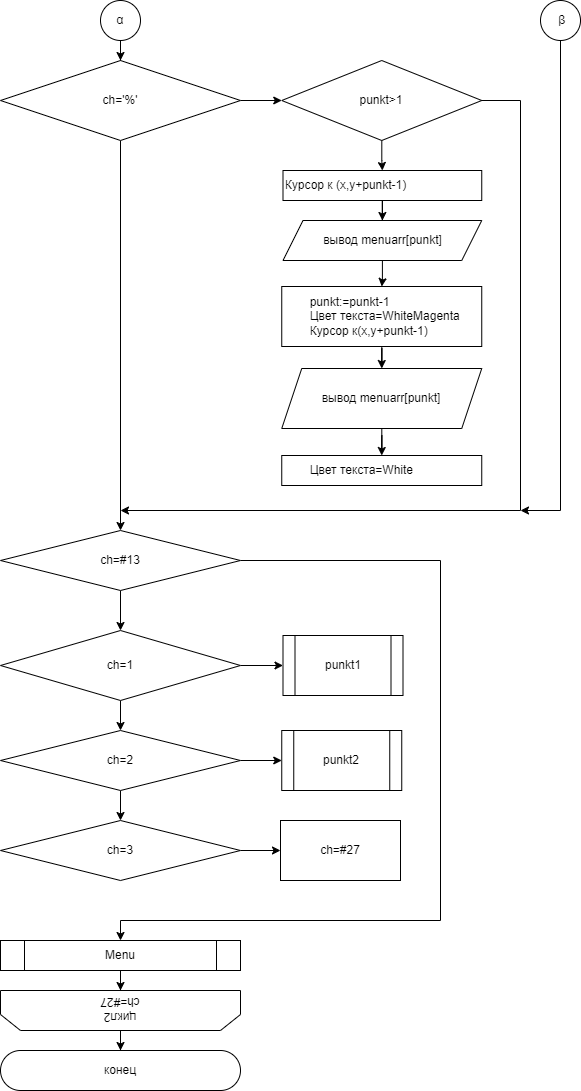 α
β
ch='%'
punkt>1
Курсор к (x,y+punkt-1)
вывод menuarr[punkt]
punkt:=punkt-1
Цвет текста=WhiteMagenta
Курсор к(x,y+punkt-1)
вывод menuarr[punkt]
Цвет текста=White
ch=#13
ch=1
punkt1
ch=2
punkt2
ch=3
ch=#27
Menu
цикл2
ch=#27
конец